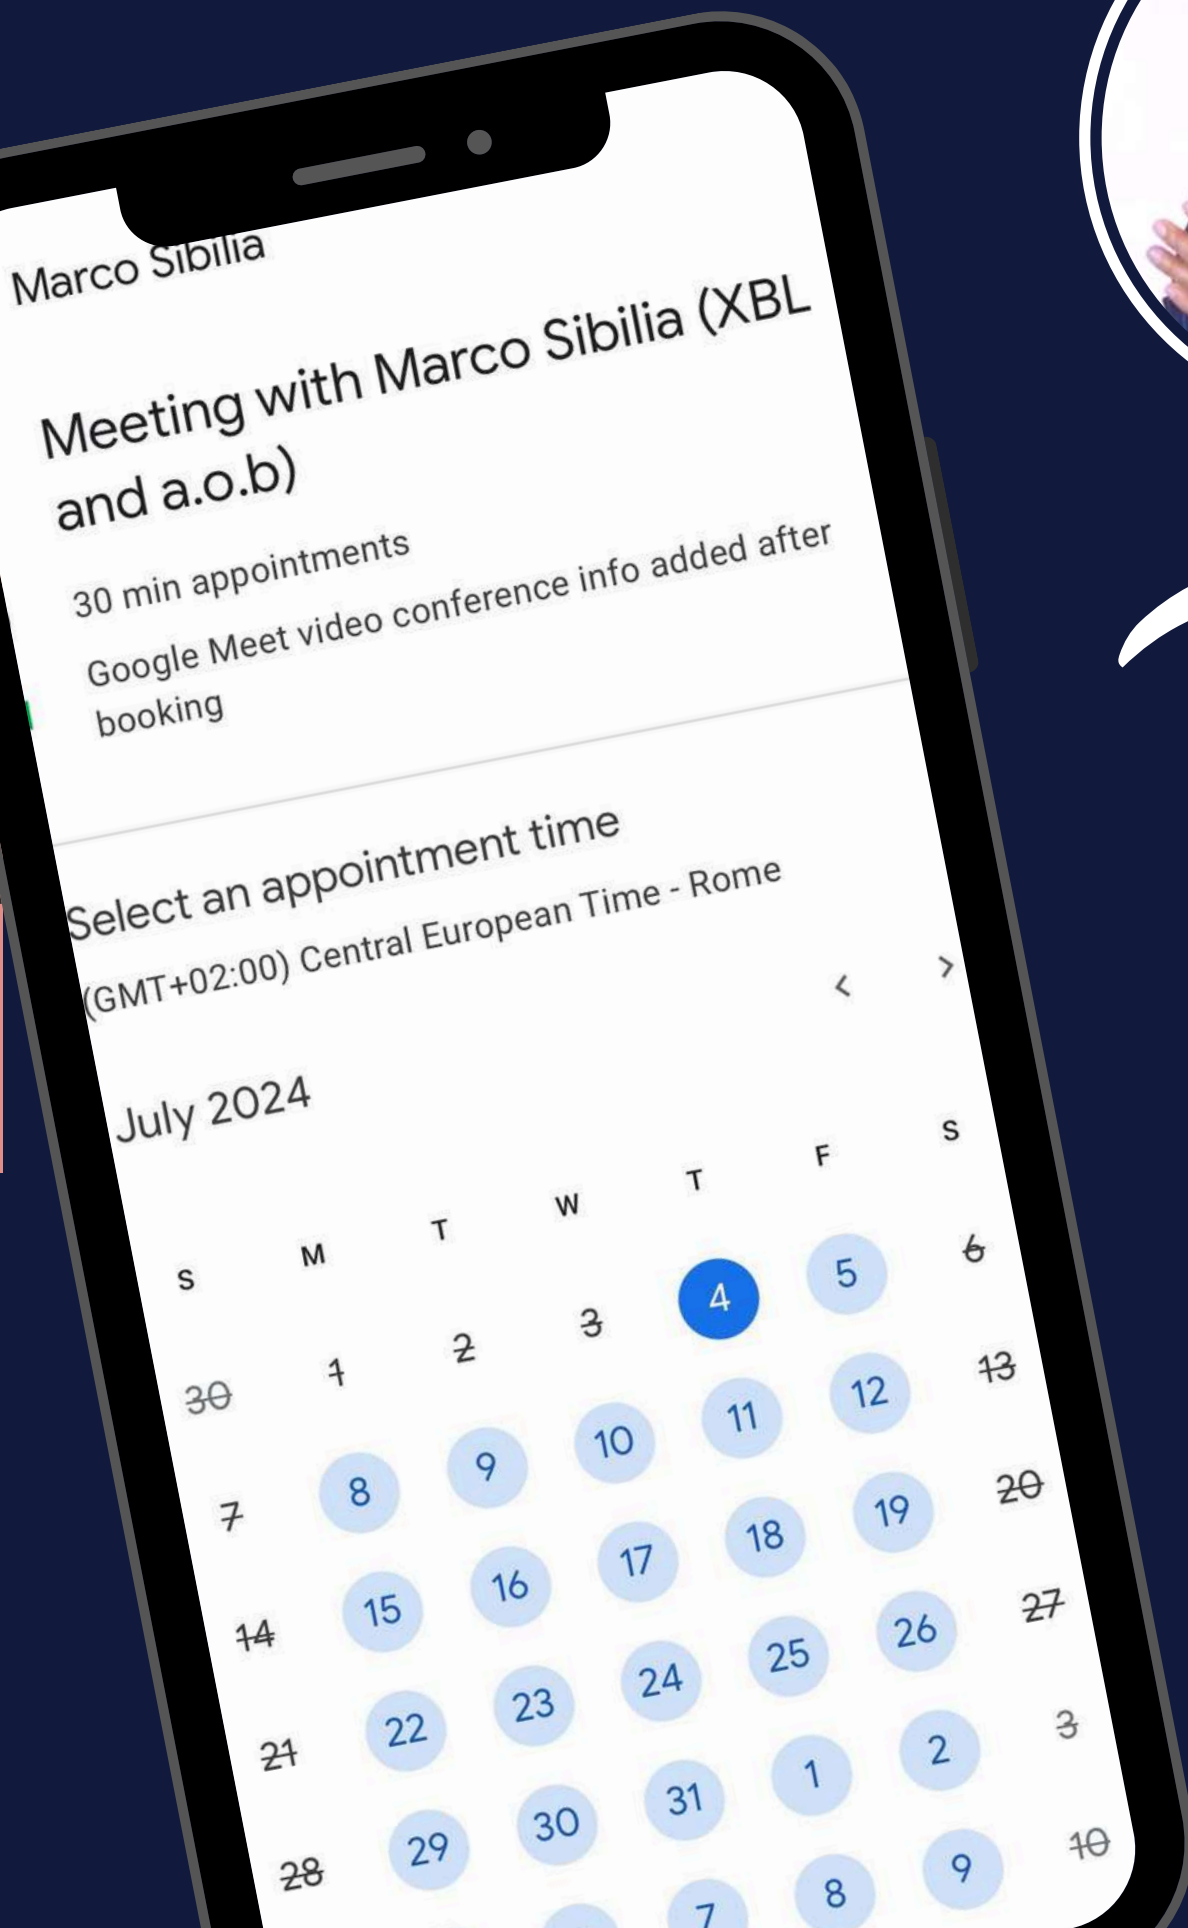 Marco Sibilia
Meeting with Marco Sibilia (XBL
and a.o.b)
30 min appointments
Google Meet video conference info added after
booking
Select an appointment time
(GMT+02:00) Central European Time - Rome
< >
July 2024
S M T W T F S
30 1 2 3 4 5 6
7 8 9 10 11 12 13
14 15 16 17 18 19 20
21 22 23 24 25 26 27
28 29 30 31 1 2 3
7 8 9 10